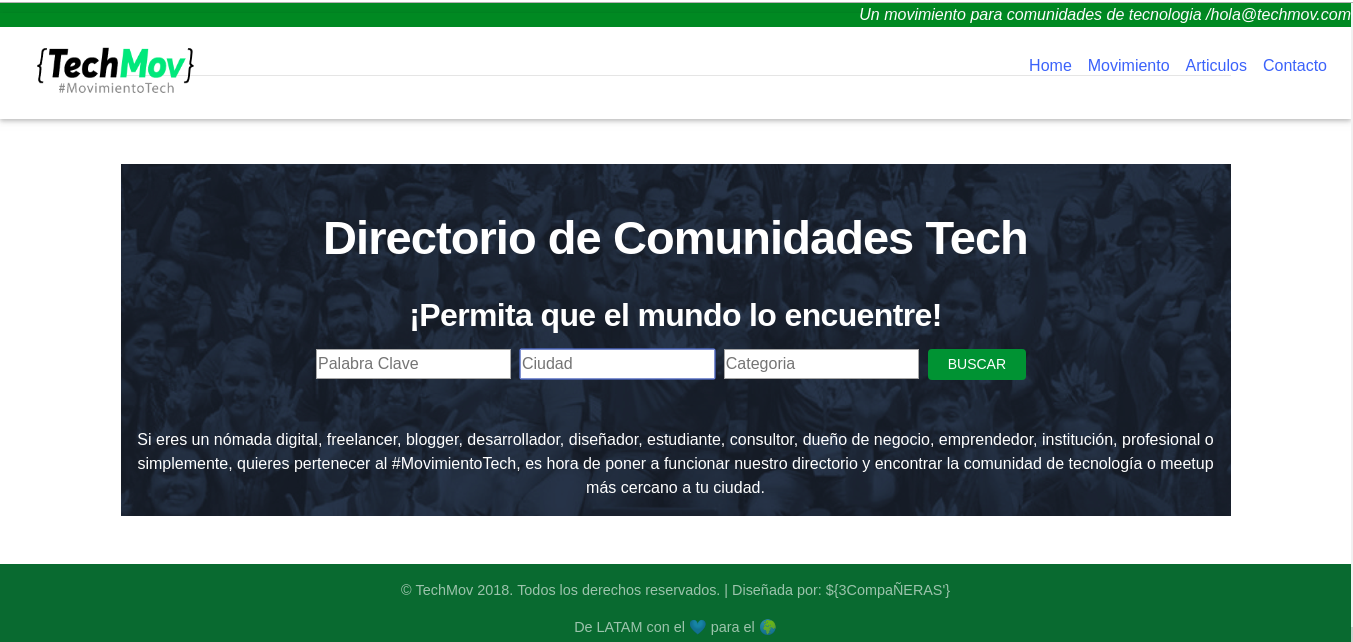 Un movimiento para comunidades de tecnologia /hola@techmov.com
{TechMov}
#MovimientoTech
Home Movimiento Articulos Contacto
Directorio de Comunidades Tech
¡Permita que el mundo lo encuentre!
Palabra Clave Ciudad Categoria BUSCAR
Si eres un nómada digital, freelancer, blogger, desarrollador, diseñador, estudiante, consultor, dueño de negocio, emprendedor, institución, profesional o
simplemente, quieres pertenecer al #MovimientoTech, es hora de poner a funcionar nuestro directorio y encontrar la comunidad de tecnología o meetup
más cercano a tu ciudad.
© TechMov 2018. Todos los derechos reservados. | Diseñada por: ${3CompaÑERAS'}
De LATAM con el 💙 para el 🌎